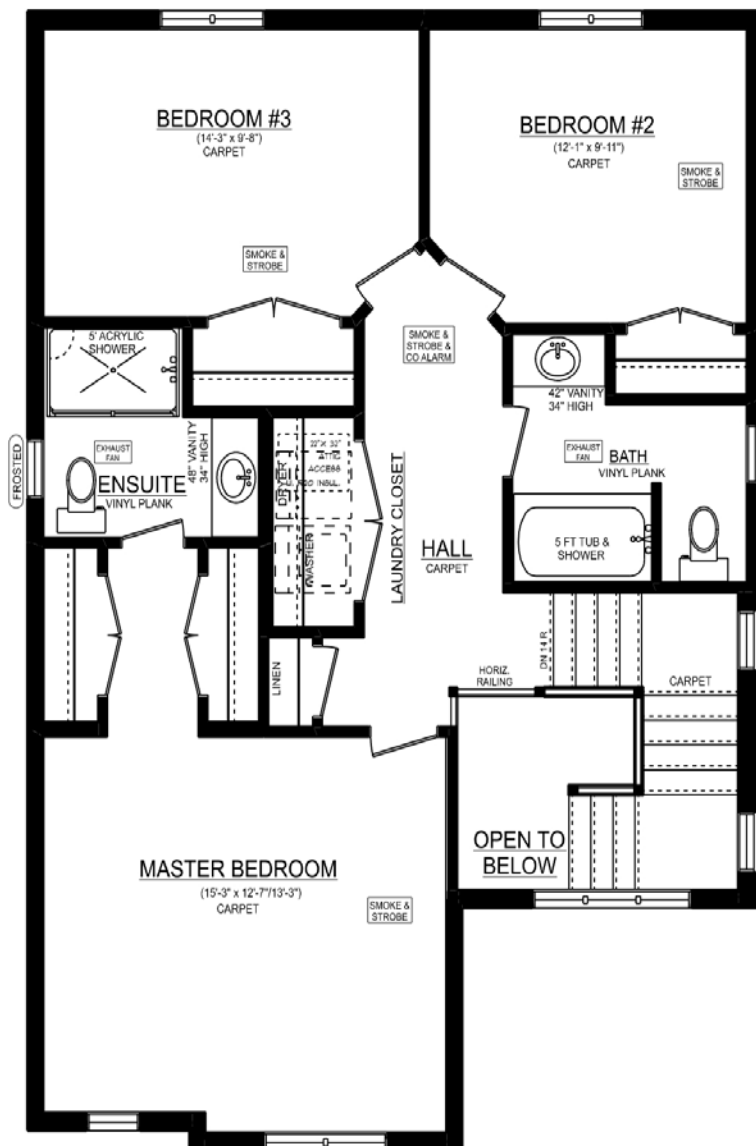 BEDROOM #3
(14'-3" x 9'-8")
CARPET
BEDROOM #2
(12'-1" x 9'-11")
CARPET
SMOKE &
STROBE
SMOKE &
STROBE
5' ACRYLIC
SHOWER
SMOKE &
STROBE &
CO ALARM
42" VANITY
34" HIGH
FROSTED
EXHAUST
FAN
48" VANITY
34" HIGH
ENSUITE
VINYL PLANK
DRYER
22" X 32"
ATTIC
ACCESS
INSUL.
WASHER
LAUNDRY CLOSET
EXHAUST
FAN
BATH
VINYL PLANK
HALL
CARPET
5 FT TUB &
SHOWER
LINEN
HORIZ.
RAILING
DN 14 R
CARPET
OPEN TO
BELOW
MASTER BEDROOM
(15'-3" x 12'-7"/13'-3")
CARPET
SMOKE &
STROBE